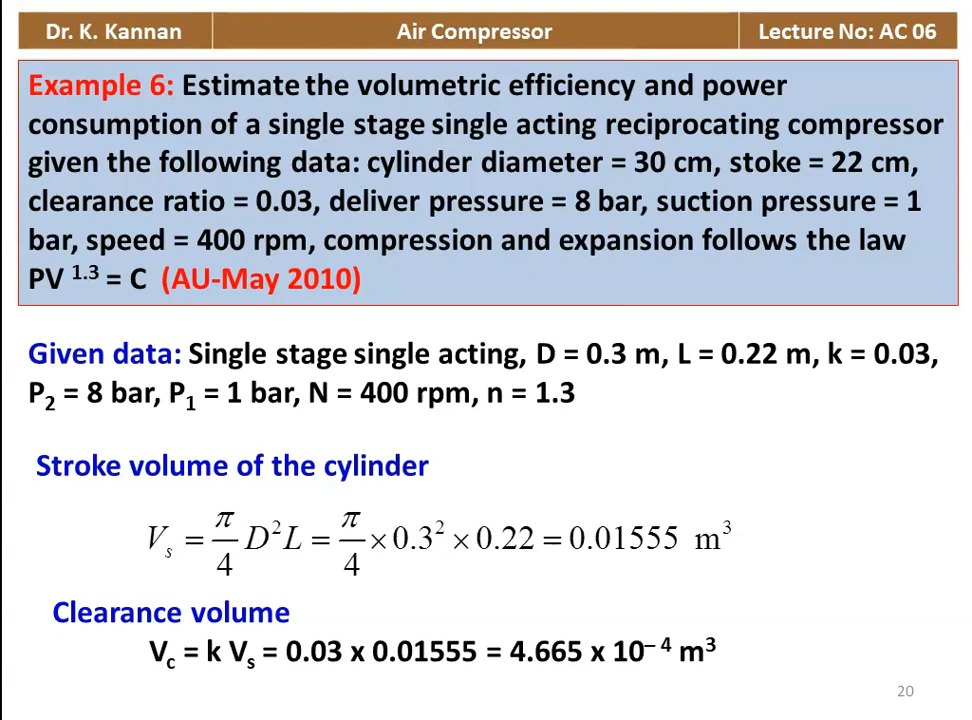 Dr. K. Kannan Air Compressor Lecture No: AC 06
Example 6: Estimate the volumetric efficiency and power
consumption of a single stage single acting reciprocating compressor
given the following data: cylinder diameter = 30 cm, stoke = 22 cm,
clearance ratio = 0.03, deliver pressure = 8 bar, suction pressure = 1
bar, speed = 400 rpm, compression and expansion follows the law
PV ^1.3 = C (AU-May 2010)
Given data: Single stage single acting, D = 0.3 m, L = 0.22 m, k = 0.03,
P₂ = 8 bar, P₁ = 1 bar, N = 400 rpm, n = 1.3
Stroke volume of the cylinder
Vₛ = π/4 D²L = π/4 × 0.3² × 0.22 = 0.01555 m³
Clearance volume
V_c = k Vₛ = 0.03 x 0.01555 = 4.665 x 10⁻⁴ m³
20